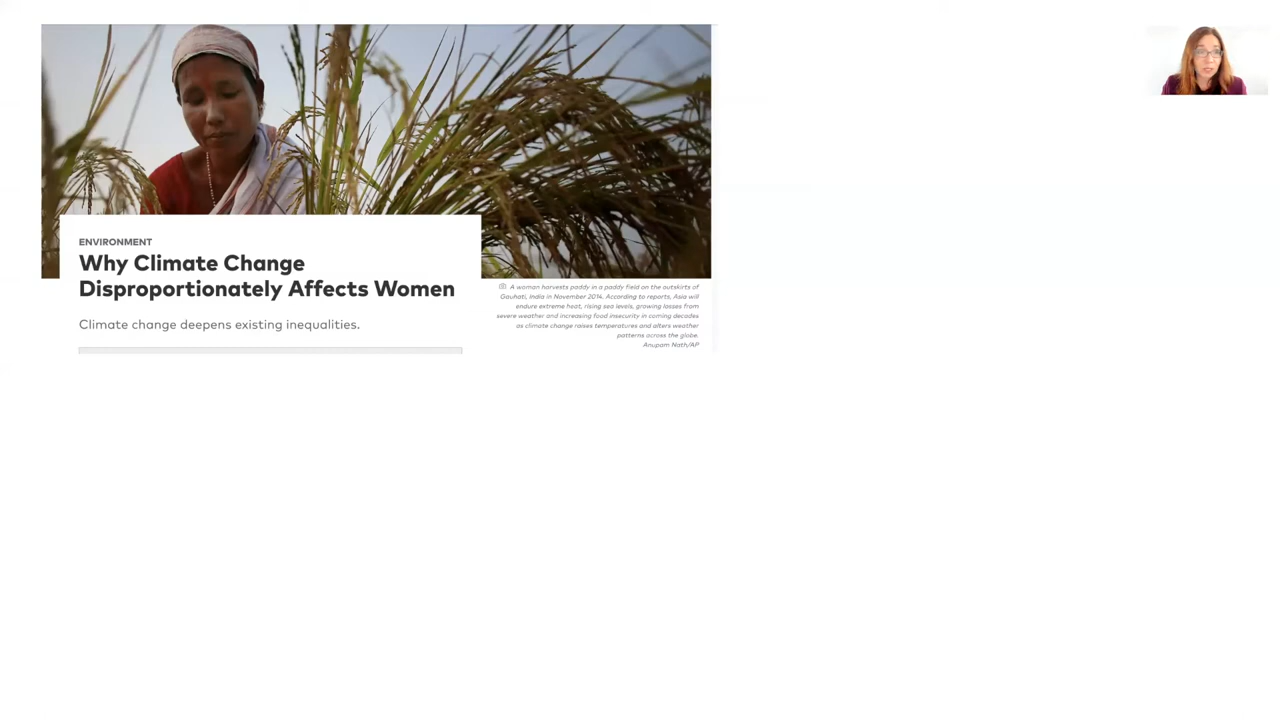 ENVIRONMENT
Why Climate Change
Disproportionately Affects Women
Climate change deepens existing inequalities.
A woman harvests paddy in a paddy field on the outskirts of
Gauhati, India in November 2014. According to reports, Asia will
endure extreme heat, rising sea levels, growing losses from
severe weather and increasing food insecurity in coming decades
as climate change raises temperatures and alters weather
patterns across the globe.
Anupam Nath/AP